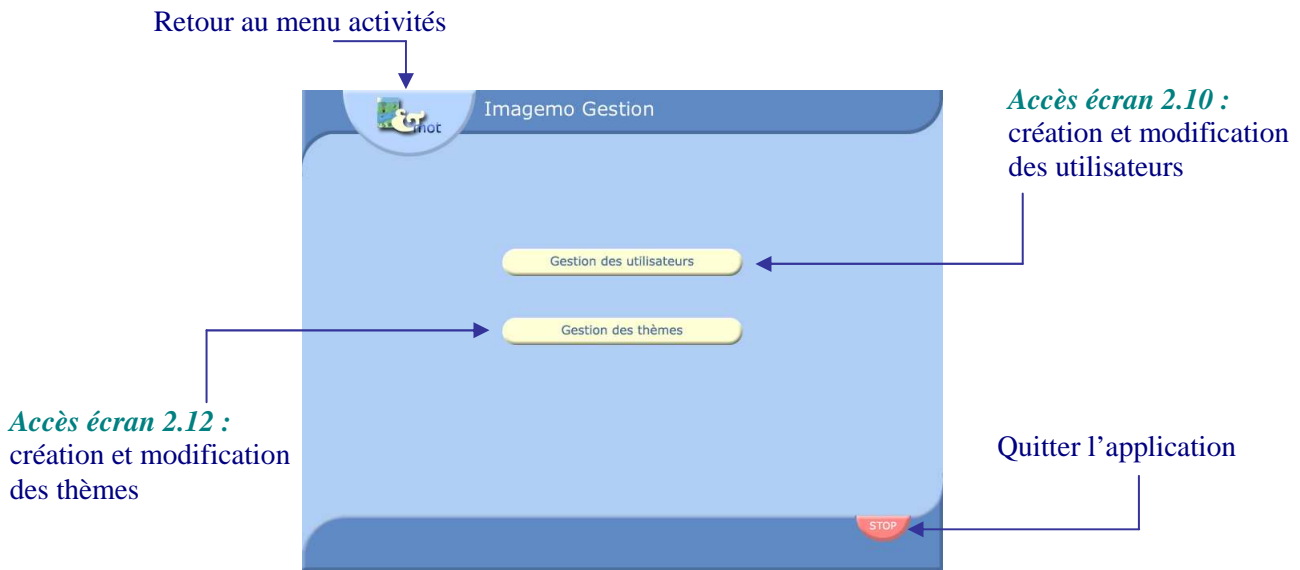 Retour au menu activités
& mot
Imagemo Gestion
Accès écran 2.10 :
création et modification
des utilisateurs
Gestion des utilisateurs
Gestion des thèmes
Accès écran 2.12 :
création et modification
des thèmes
Quitter l’application
STOP